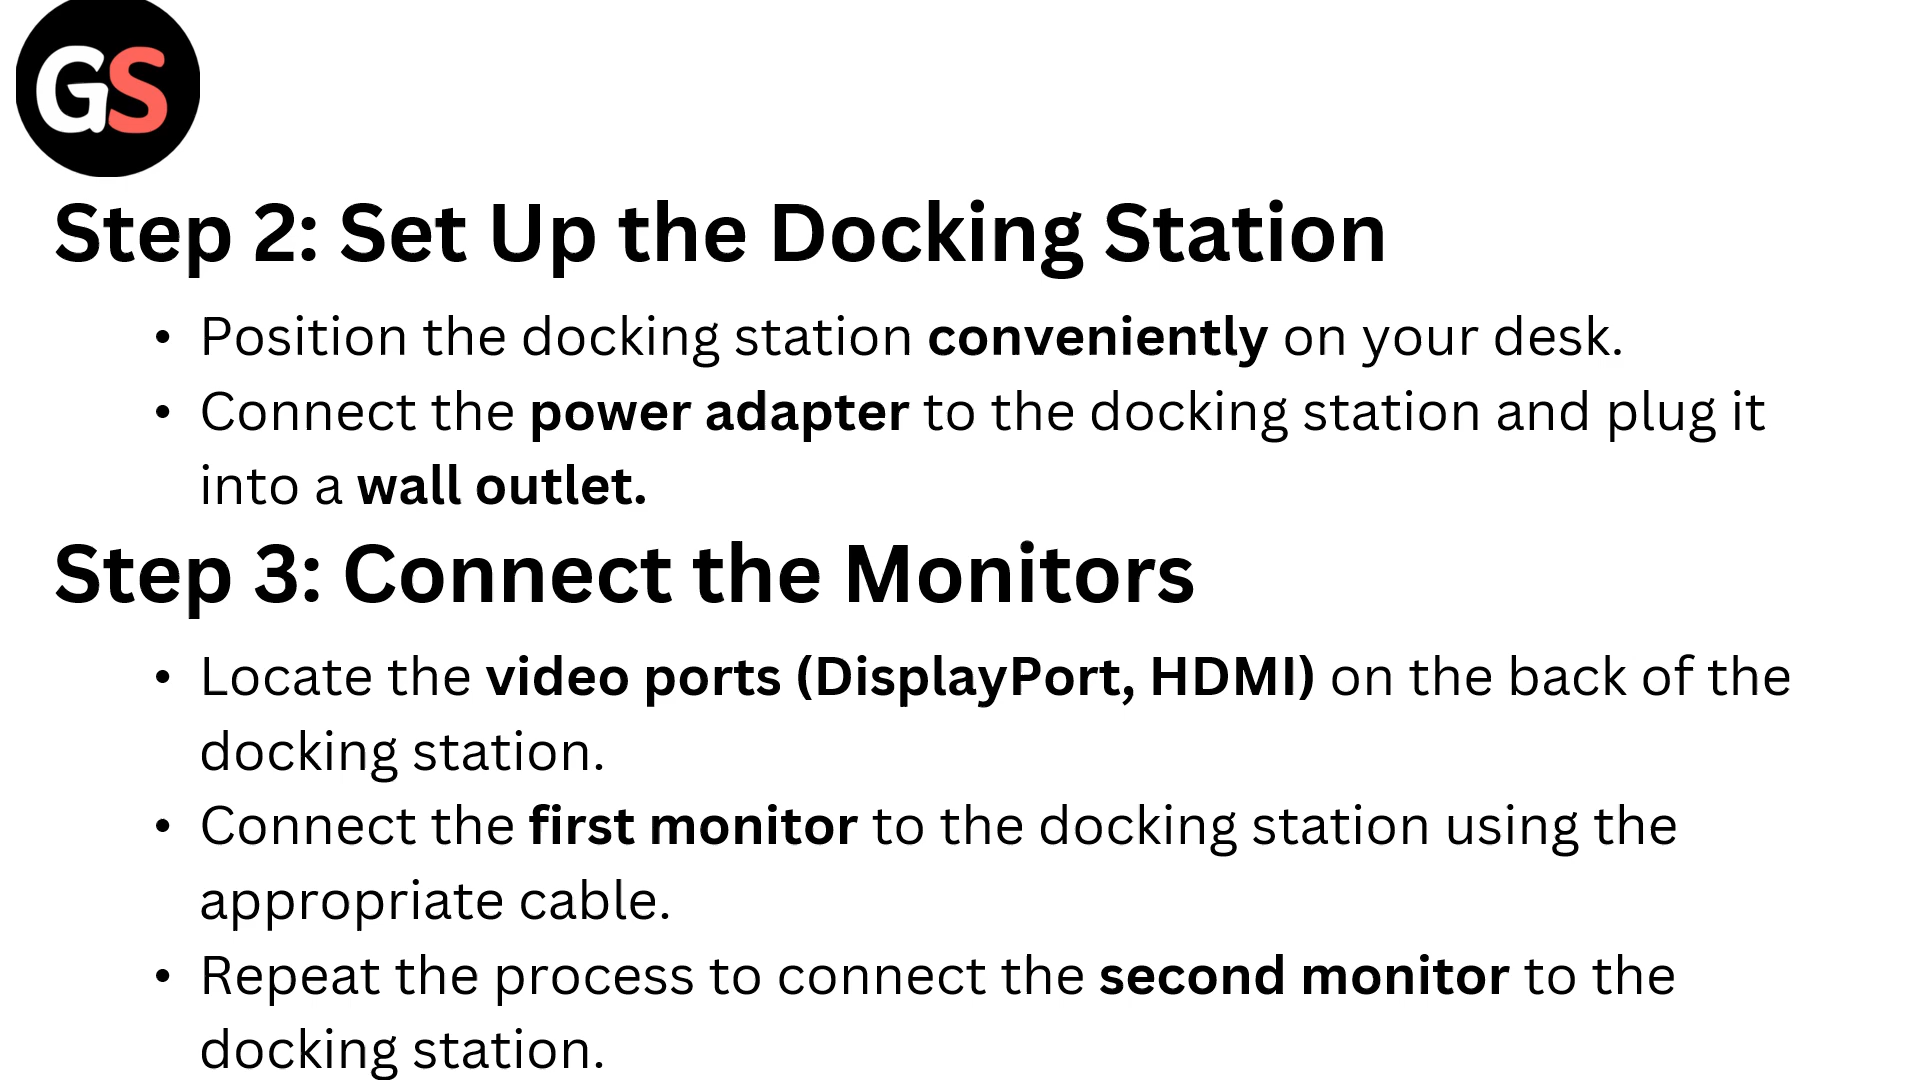 GS
Step 2: Set Up the Docking Station
• Position the docking station conveniently on your desk.
• Connect the power adapter to the docking station and plug it
into a wall outlet.
Step 3: Connect the Monitors
• Locate the video ports (DisplayPort, HDMI) on the back of the
docking station.
• Connect the first monitor to the docking station using the
appropriate cable.
• Repeat the process to connect the second monitor to the
docking station.